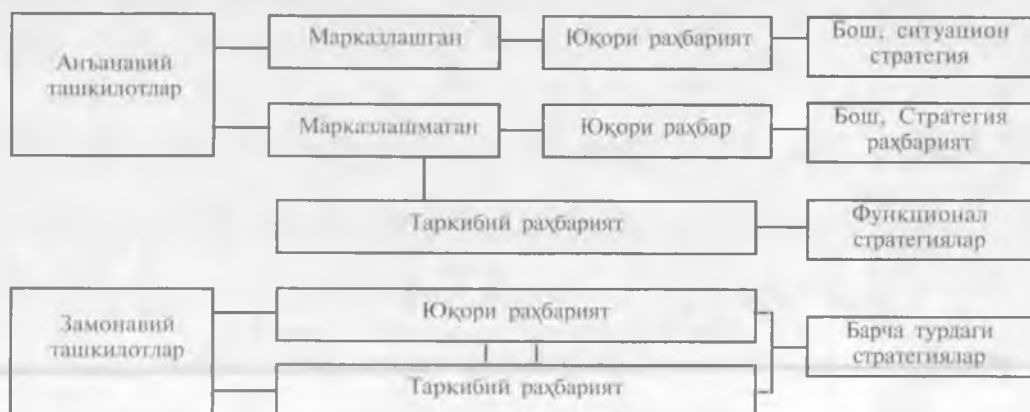 Анъанавий
ташкилотлар
Марказлашган
Юқори раҳбарият
Бош, ситуацион
стратегия
Марказлашмаган
Юқори раҳбар
Бош, Стратегия
раҳбарият
Таркибий раҳбарият
Функционал
стратегиялар
Замонавий
ташкилотлар
Юқори раҳбарият
Таркибий раҳбарият
Барча турдаги
стратегиялар